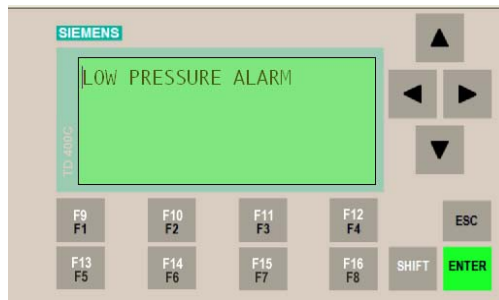 SIEMENS
LOW PRESSURE ALARM
TD 400C
F9 F10 F11 F12
F1 F2 F3 F4 ESC
F13 F14 F15 F16
F5 F6 F7 F8 SHIFT ENTER